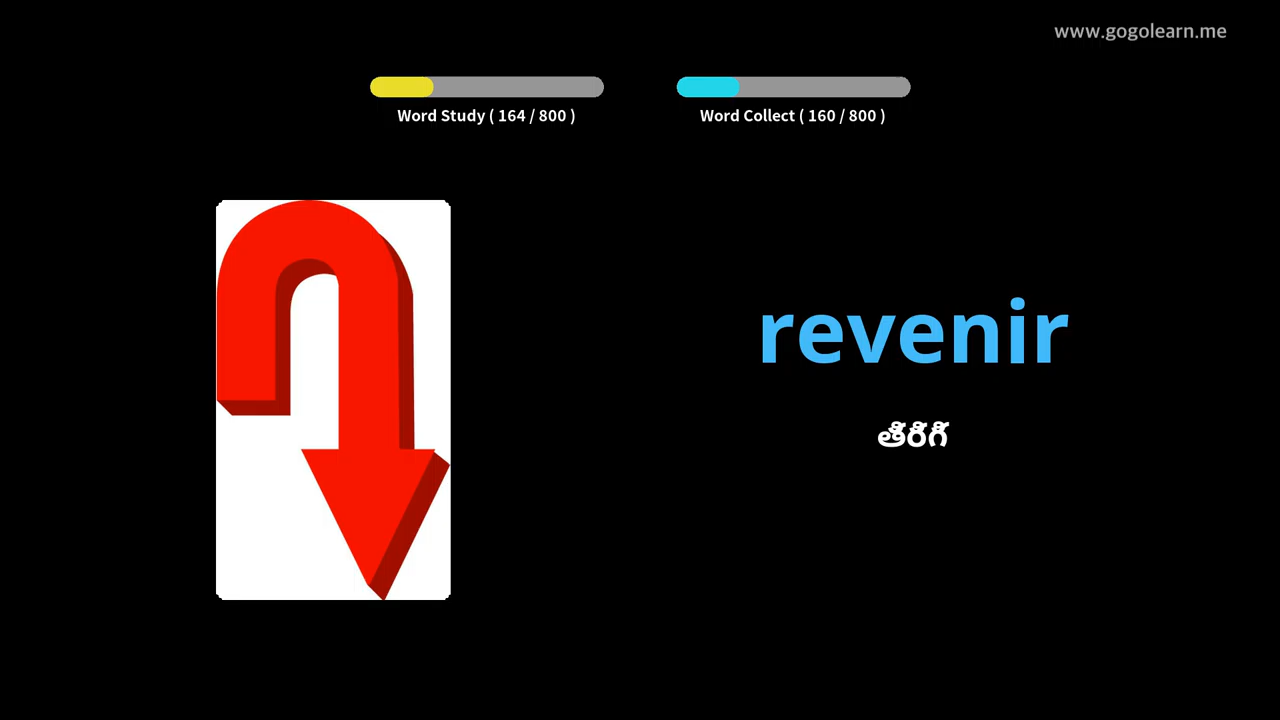 www.gogolearn.me
Word Study ( 164 / 800 )
Word Collect ( 160 / 800 )
revenir
తిరిగి